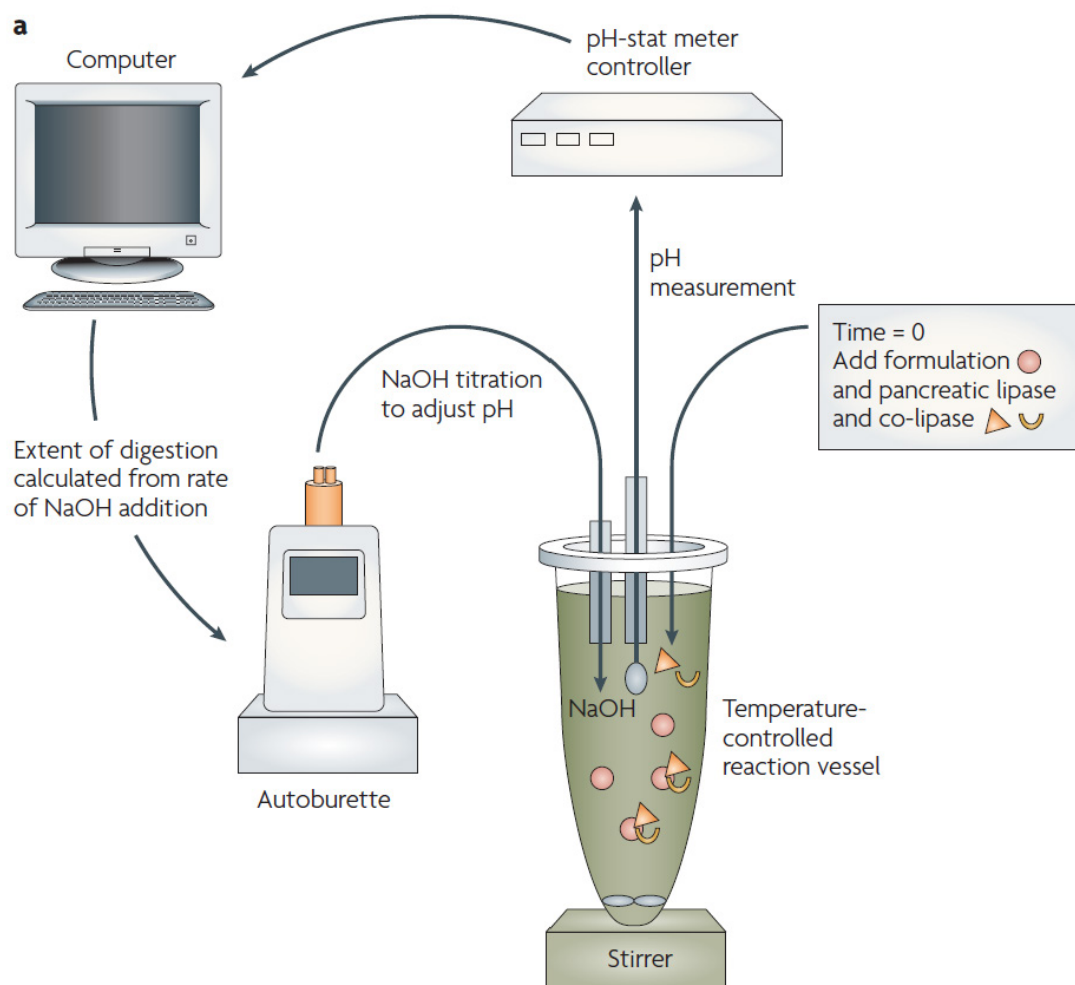 a
Computer
pH-stat meter
controller
pH
measurement
Time = 0
Add formulation
and pancreatic lipase
and co-lipase
NaOH titration
to adjust pH
Extent of digestion
calculated from rate
of NaOH addition
NaOH
Temperature-
controlled
reaction vessel
Autoburette
Stirrer